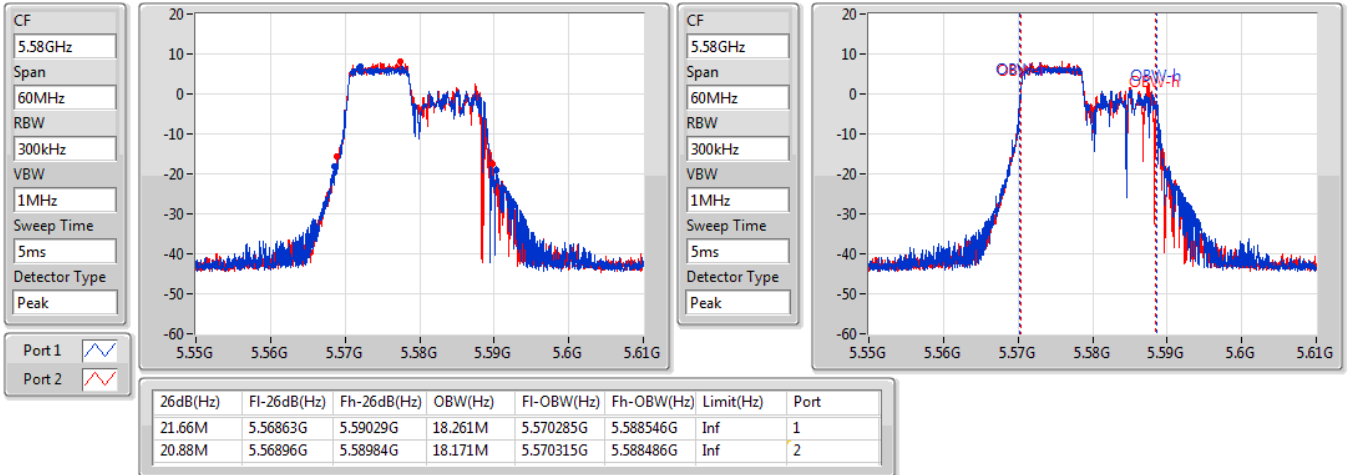 CF
5.58GHz
Span
60MHz
RBW
300kHz
VBW
1MHz
Sweep Time
5ms
Detector Type
Peak
Port 1
Port 2
20
10
0
-10
-20
-30
-40
-50
-60
5.55G 5.56G 5.57G 5.58G 5.59G 5.6G 5.61G
CF
5.58GHz
Span
60MHz
RBW
300kHz
VBW
1MHz
Sweep Time
5ms
Detector Type
Peak
20
10
0
-10
-20
-30
-40
-50
-60
OBW-h
OBW-h
5.55G 5.56G 5.57G 5.58G 5.59G 5.6G 5.61G
26dB(Hz) Fl-26dB(Hz) Fh-26dB(Hz) OBW(Hz) Fl-OBW(Hz) Fh-OBW(Hz) Limit(Hz) Port
21.66M 5.56863G 5.59029G 18.261M 5.570285G 5.588546G Inf 1
20.88M 5.56896G 5.58984G 18.171M 5.570315G 5.588486G Inf 2